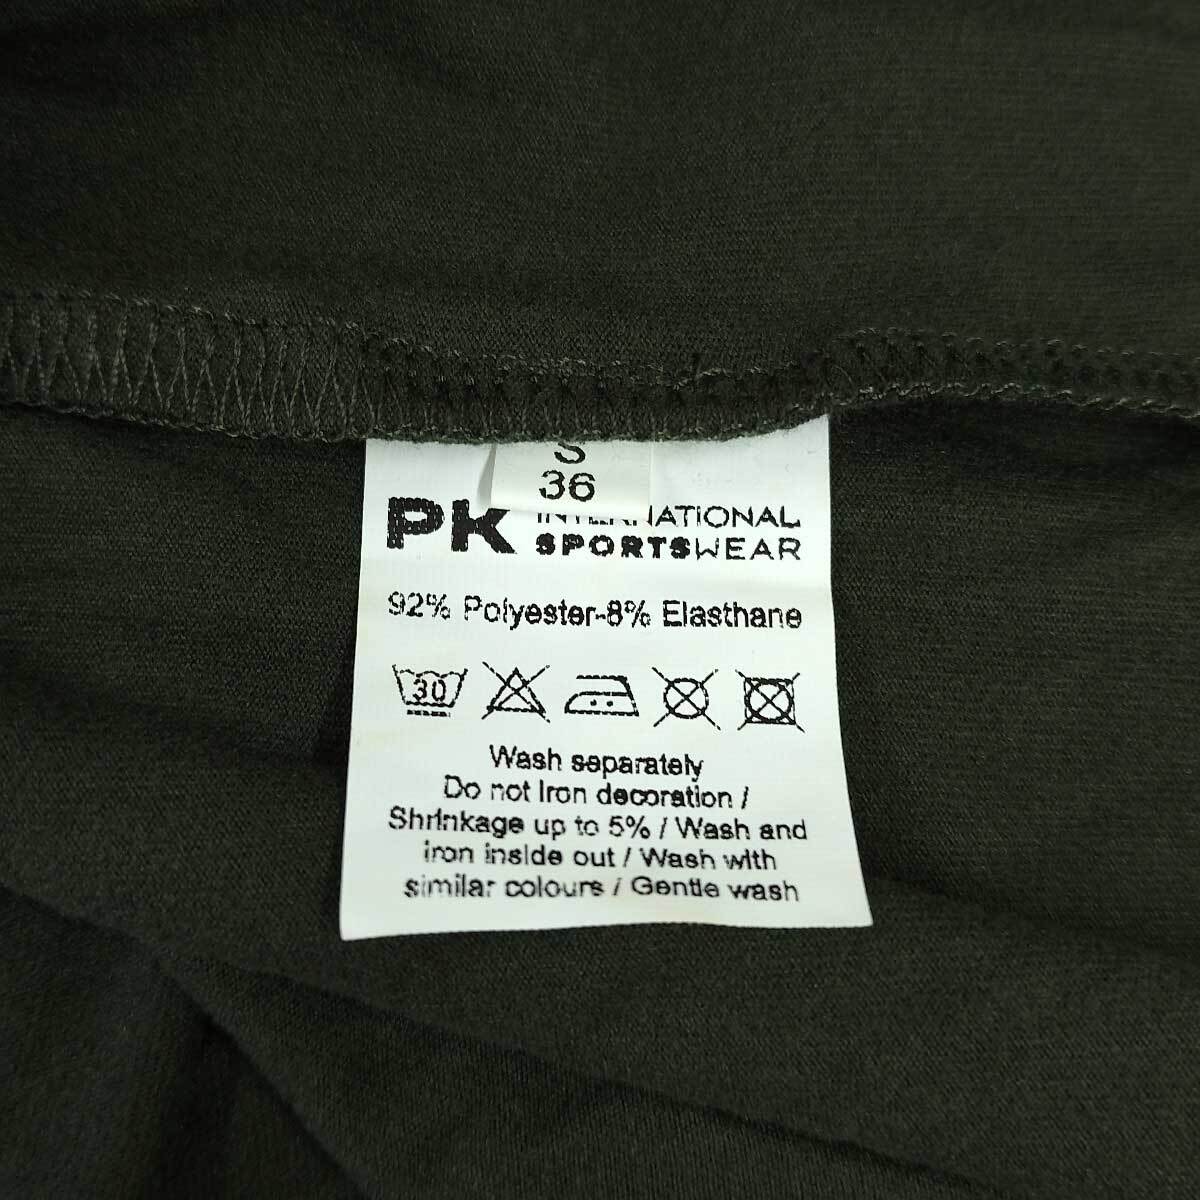 S
36
PK INTERNATIONAL
SPORTSWEAR
92% Polyester-8% Elasthane
30
Wash separately
Do not Iron decoration /
Shrinkage up to 5% / Wash and
iron inside out / Wash with
similar colours / Gentle wash